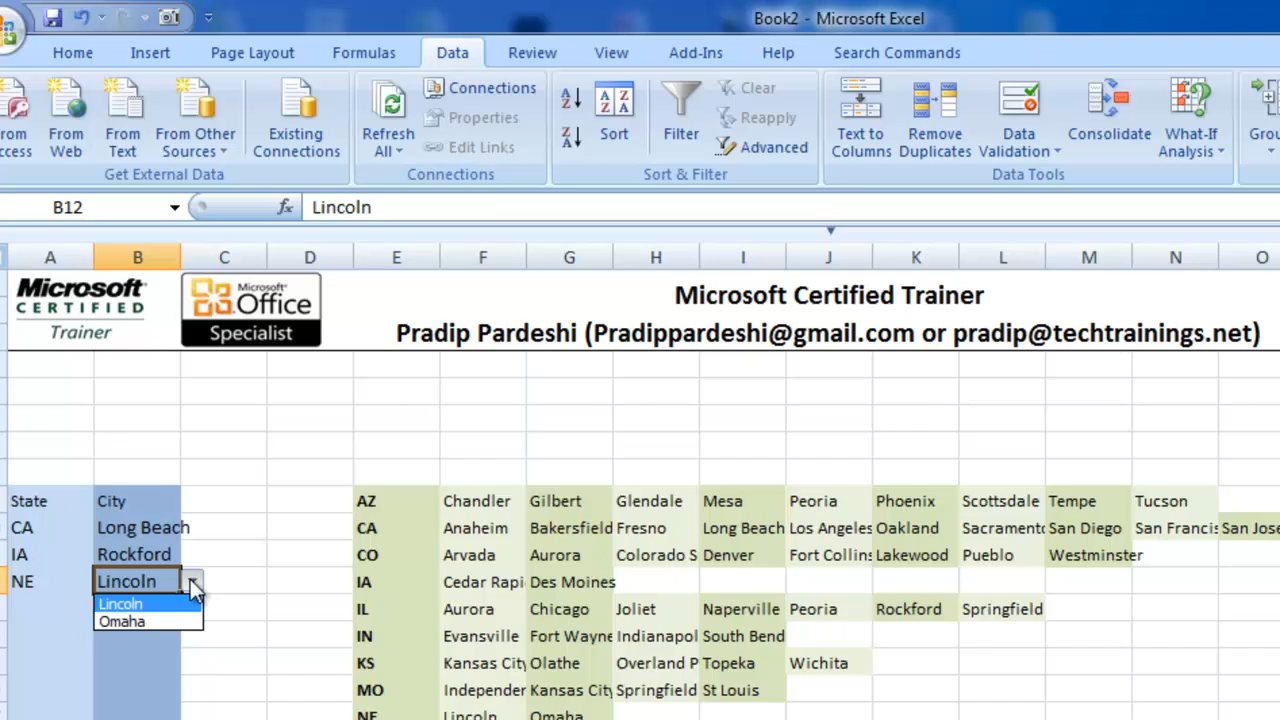 Book2 - Microsoft Excel
Home Insert Page Layout Formulas Data Review View Add-Ins Help Search Commands
Connections Clear
Properties Reapply
Edit Links Advanced
From Web
From Text
From Other Sources
Existing Connections
Refresh All
Sort
Filter
Text to Columns
Remove Duplicates
Data Validation
Consolidate
What-If Analysis
Get External Data Connections Sort & Filter Data Tools
B12 fx Lincoln
A B C D E F G H I J K L M N O
Microsoft CERTIFIED Trainer
Microsoft Office Specialist
Microsoft Certified Trainer
Pradip Pardeshi (Pradippardeshi@gmail.com or pradip@techtrainings.net)
State City AZ Chandler Gilbert Glendale Mesa Peoria Phoenix Scottsdale Tempe Tucson
CA Long Beach CA Anaheim Bakersfield Fresno Long Beach Los Angeles Oakland Sacramento San Diego San Francis San Jose
IA Rockford CO Arvada Aurora Colorado S Denver Fort Collins Lakewood Pueblo Westminster
NE Lincoln IA Cedar Rapi Des Moines
Lincoln IL Aurora Chicago Joliet Naperville Peoria Rockford Springfield
Omaha
IN Evansville Fort Wayne Indianapol South Bend
KS Kansas City Olathe Overland P Topeka Wichita
MO Independen Kansas City Springfield St Louis
NE Lincoln Omaha